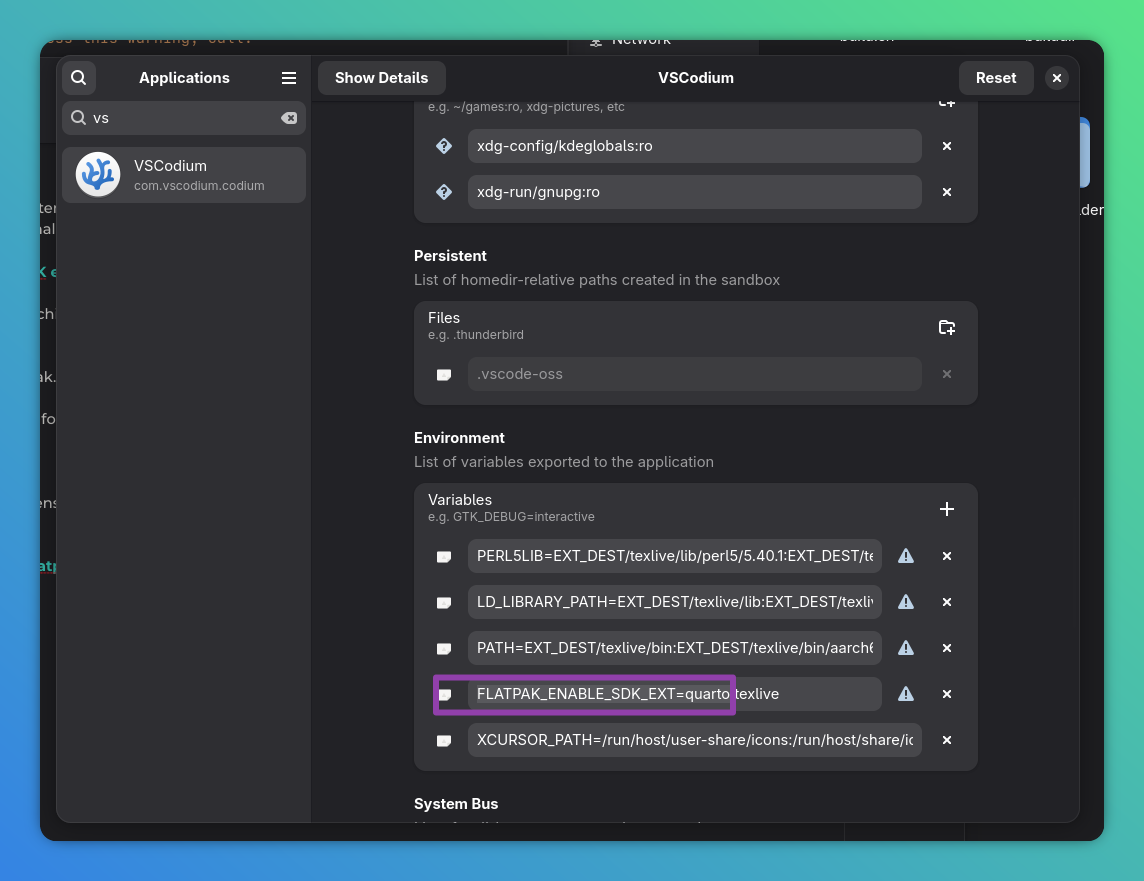 Network
Applications
Show Details
VSCodium
Reset
vs
VSCodium
com.vscodium.codium
e.g. ~/games:ro, xdg-pictures, etc
xdg-config/kdeglobals:ro
xdg-run/gnupg:ro
Persistent
List of homedir-relative paths created in the sandbox
Files
e.g. .thunderbird
.vscode-oss
Environment
List of variables exported to the application
Variables
e.g. GTK_DEBUG=interactive
PERL5LIB=EXT_DEST/texlive/lib/perl5/5.40.1:EXT_DEST/te
LD_LIBRARY_PATH=EXT_DEST/texlive/lib:EXT_DEST/texliv
PATH=EXT_DEST/texlive/bin:EXT_DEST/texlive/bin/aarch6
FLATPAK_ENABLE_SDK_EXT=quarto,texlive
XCURSOR_PATH=/run/host/user-share/icons:/run/host/share/ic
System Bus